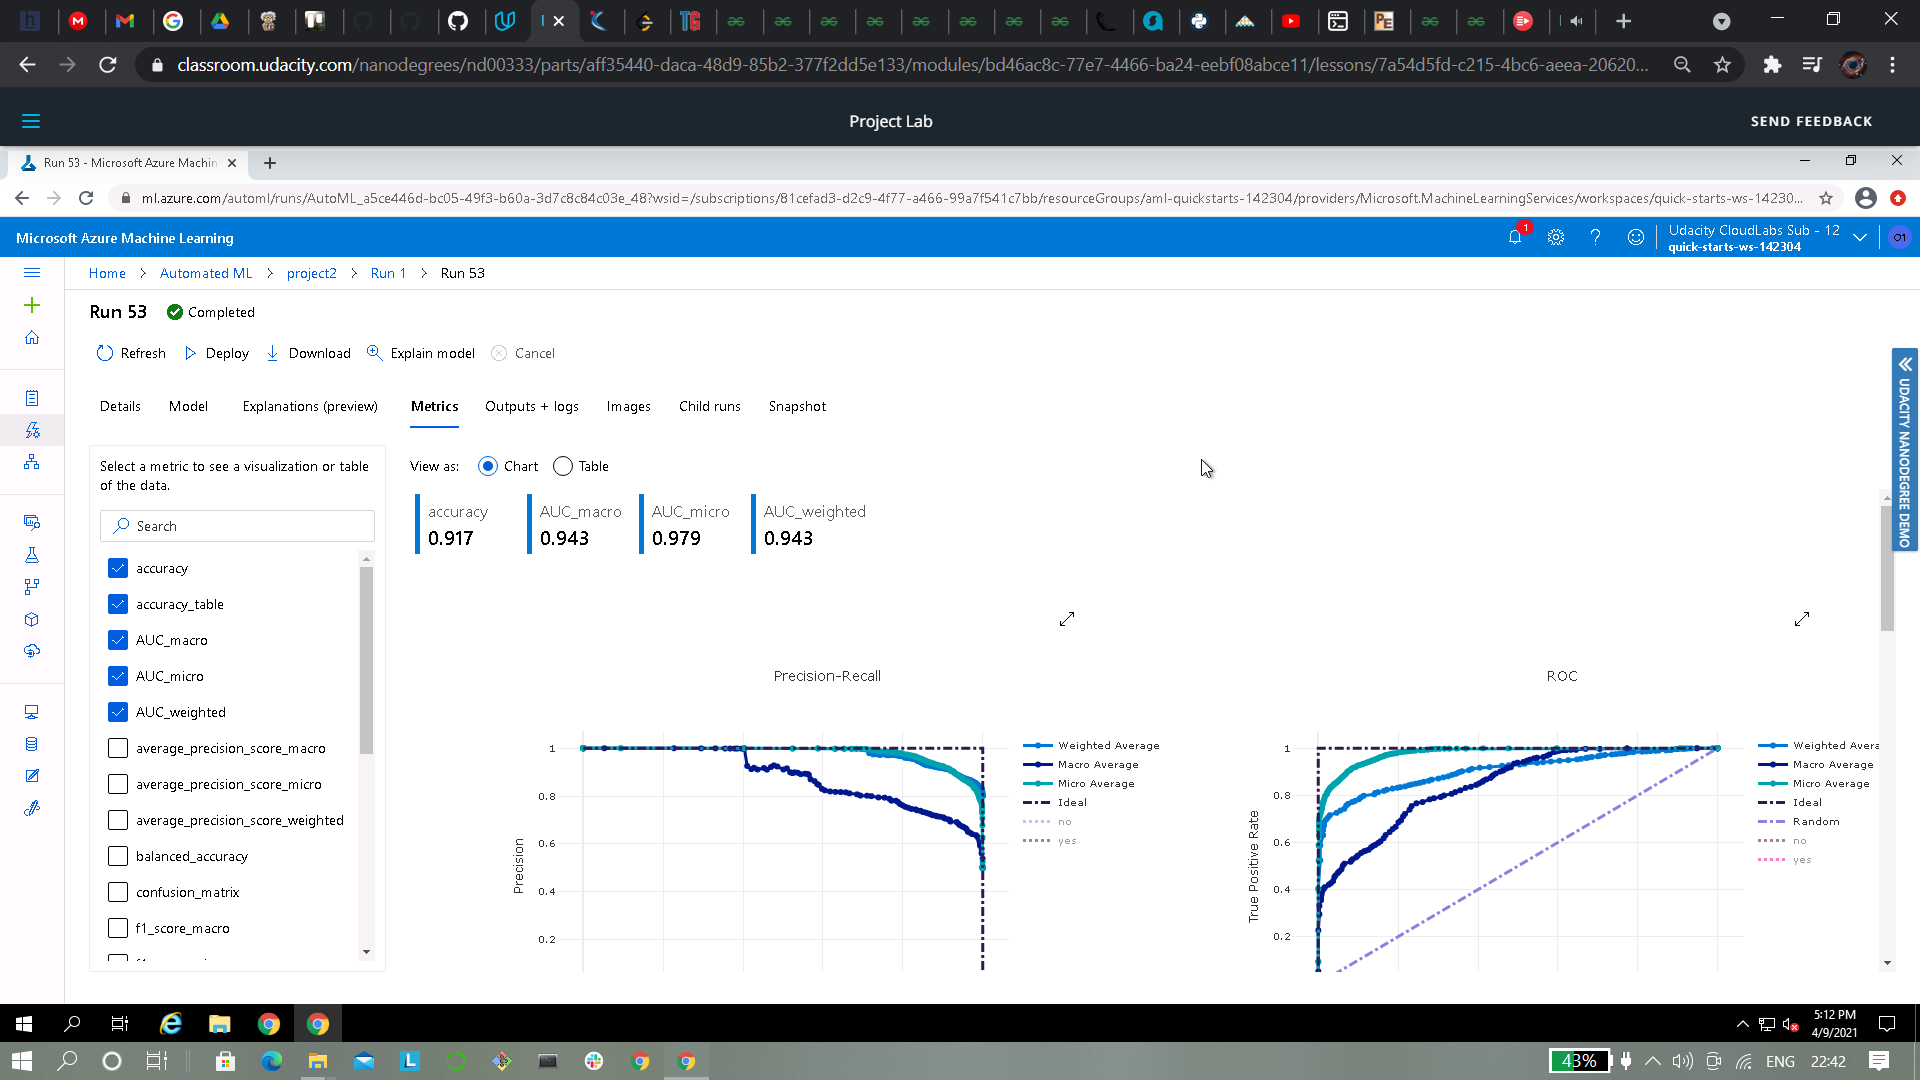 classroom.udacity.com/nanodegrees/nd00333/parts/aff35440-daca-48d9-85b2-377f2dd5e133/modules/bd46ac8c-77e7-4466-ba24-eebf08abce11/lessons/7a54d5fd-c215-4bc6-aeea-20620...
Project Lab
SEND FEEDBACK
Run 53 - Microsoft Azure Machin
ml.azure.com/automl/runs/AutoML_a5ce446d-bc05-49f3-b60a-3d7c8c84c03e_48?wsid=/subscriptions/81cefad3-d2c9-4f77-a466-99a7f541c7bb/resourceGroups/aml-quickstarts-142304/providers/Microsoft.MachineLearningServices/workspaces/quick-starts-ws-14230...
Microsoft Azure Machine Learning
1
Udacity CloudLabs Sub - 12
quick-starts-ws-142304
O1
Home > Automated ML > project2 > Run 1 > Run 53
Run 53
Completed
Refresh
Deploy
Download
Explain model
Cancel
Details
Model
Explanations (preview)
Metrics
Outputs + logs
Images
Child runs
Snapshot
UDACITY NANODEGREE DEMO
Select a metric to see a visualization or table
of the data.
Search
accuracy
accuracy_table
AUC_macro
AUC_micro
AUC_weighted
average_precision_score_macro
average_precision_score_micro
average_precision_score_weighted
balanced_accuracy
confusion_matrix
f1_score_macro
View as:
Chart
Table
accuracy
0.917
AUC_macro
0.943
AUC_micro
0.979
AUC_weighted
0.943
Precision-Recall
1
0.8
0.6
0.4
0.2
Precision
Weighted Average
Macro Average
Micro Average
Ideal
no
yes
ROC
1
0.8
0.6
0.4
0.2
True Positive Rate
Weighted Avera
Macro Average
Micro Average
Ideal
Random
no
yes
5:12 PM
4/9/2021
43%
ENG
22:42